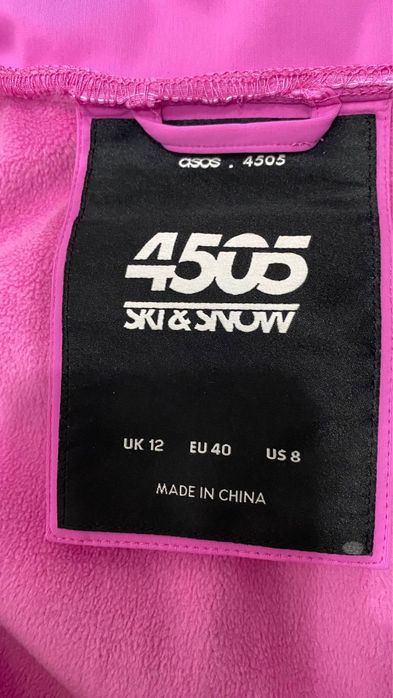 asos . 4505
4505
SKI & SNOW
UK 12 EU 40 US 8
MADE IN CHINA